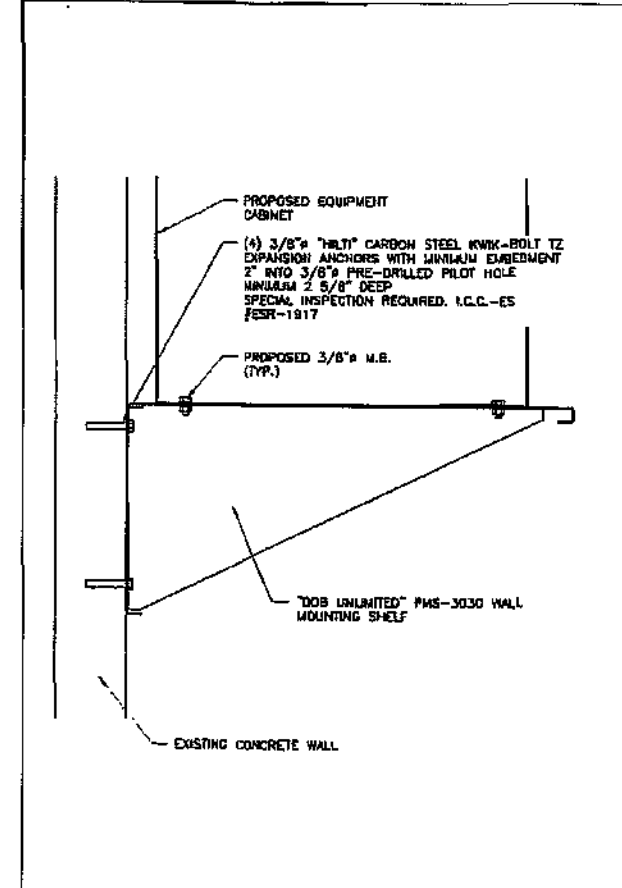 PROPOSED EQUIPMENT
CABINET
(4) 3/8"ø "HILTI" CARBON STEEL KWIK-BOLT TZ
EXPANSION ANCHORS WITH MINIMUM EMBEDMENT
2" INTO 3/8"ø PRE-DRILLED PILOT HOLE
MINIMUM 2 5/8" DEEP
SPECIAL INSPECTION REQUIRED. I.C.C.-ES
#ESR-1917
PROPOSED 3/8"ø M.B.
(TYP.)
"DDB UNLIMITED" #MS-3030 WALL
MOUNTING SHELF
EXISTING CONCRETE WALL